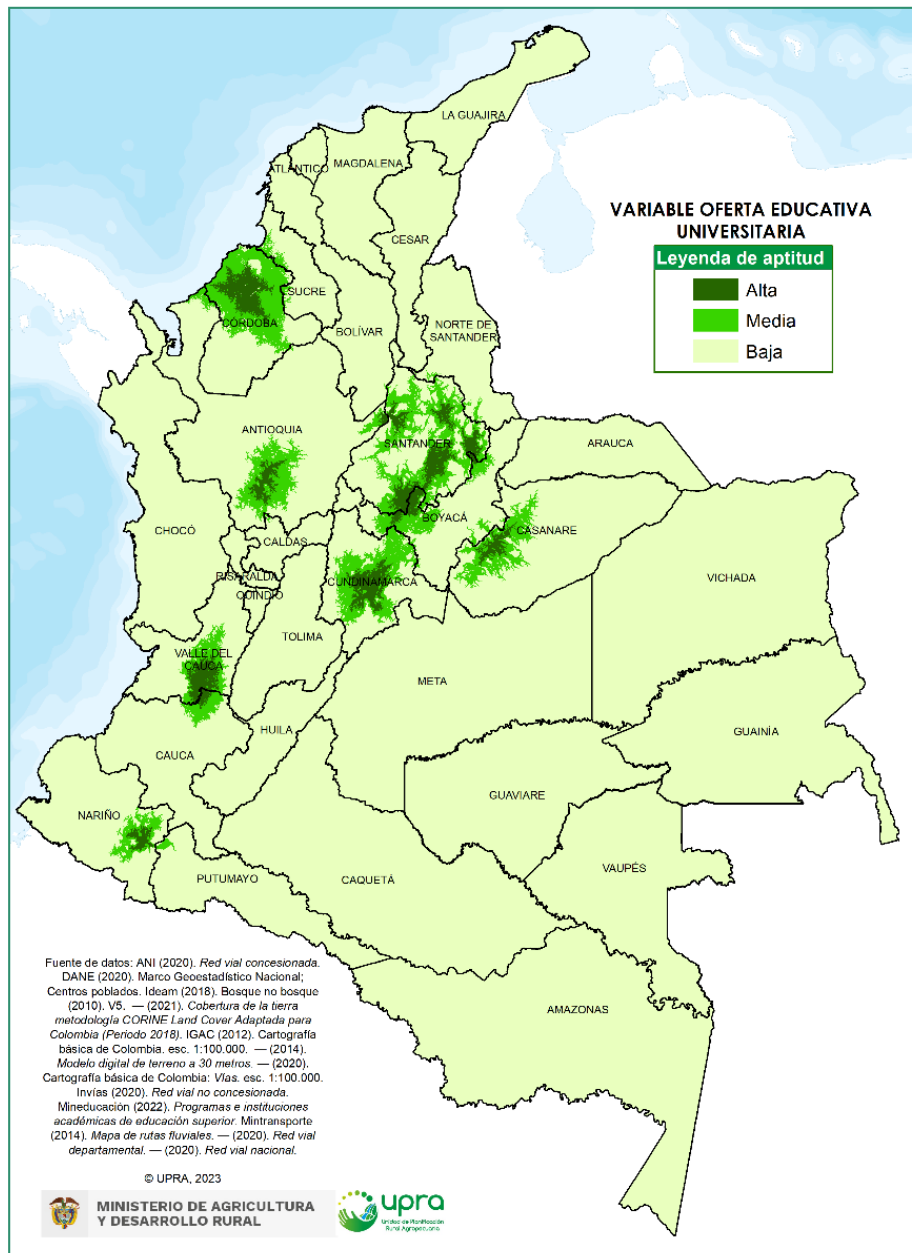 LA GUAJIRA
ATLÁNTICO
MAGDALENA
CESAR
VARIABLE OFERTA EDUCATIVA
UNIVERSITARIA
Leyenda de aptitud
Alta
Media
Baja
SUCRE
CÓRDOBA
BOLÍVAR
NORTE DE
SANTANDER
ANTIOQUIA
SANTANDER
ARAUCA
CHOCÓ
BOYACÁ
CASANARE
CALDAS
RISARALDA
CUNDINAMARCA
VICHADA
QUINDÍO
TOLIMA
VALLE DEL
CAUCA
META
HUILA
GUAINÍA
CAUCA
GUAVIARE
NARIÑO
VAUPÉS
PUTUMAYO
CAQUETÁ
AMAZONAS
Fuente de datos: ANI (2020). Red vial concesionada.
DANE (2020). Marco Geoestadístico Nacional;
Centros poblados. Ideam (2018). Bosque no bosque
(2010). V5. — (2021). Cobertura de la tierra
metodología CORINE Land Cover Adaptada para
Colombia (Periodo 2018). IGAC (2012). Cartografía
básica de Colombia. esc. 1:100.000. — (2014).
Modelo digital de terreno a 30 metros. — (2020).
Cartografía básica de Colombia: Vías. esc. 1:100.000.
Invías (2020). Red vial no concesionada.
Mineducación (2022). Programas e instituciones
académicas de educación superior. Mintransporte
(2014). Mapa de rutas fluviales. — (2020). Red vial
departamental. — (2020). Red vial nacional.
© UPRA, 2023
MINISTERIO DE AGRICULTURA
Y DESARROLLO RURAL
upra
Unidad de Planificación
Rural Agropecuaria